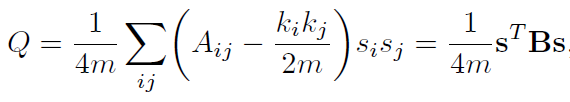 Q = \frac{1}{4m} \sum_{ij} \left( A_{ij} - \frac{k_i k_j}{2m} \right) s_i s_j = \frac{1}{4m} \mathbf{s}^T \mathbf{B} \mathbf{s}.